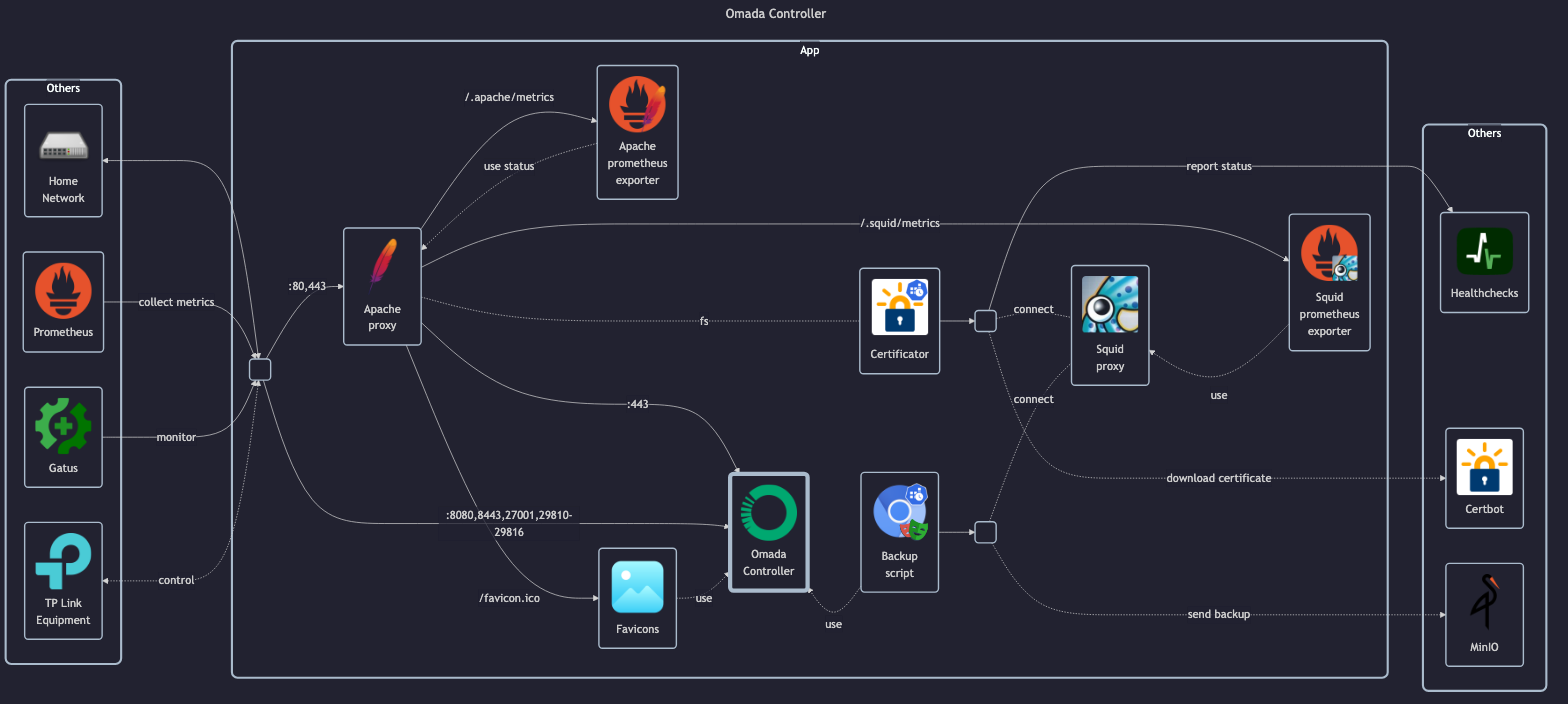 Omada Controller
App
Others
Home
Network
Prometheus
Gatus
TP Link
Equipment
collect metrics
monitor
control
:80,443
Apache
proxy
/.apache/metrics
use status
Apache
prometheus
exporter
/.squid/metrics
fs
:443
:8080,8443,27001,29810-
29816
/favicon.ico
Favicons
use
Omada
Controller
use
Backup
script
Certificator
connect
connect
Squid
proxy
use
Squid
prometheus
exporter
report status
download certificate
send backup
Others
Healthchecks
Certbot
MinIO